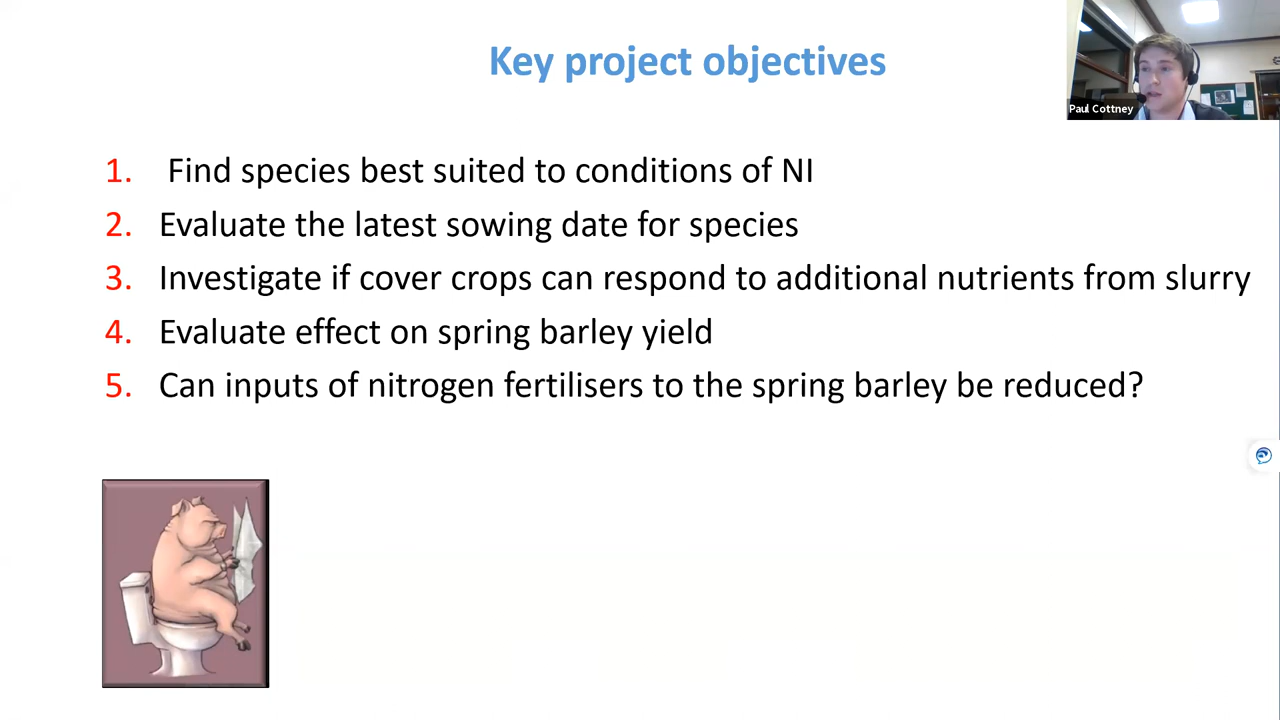 Key project objectives
Paul Cottney
1. Find species best suited to conditions of NI
2. Evaluate the latest sowing date for species
3. Investigate if cover crops can respond to additional nutrients from slurry
4. Evaluate effect on spring barley yield
5. Can inputs of nitrogen fertilisers to the spring barley be reduced?